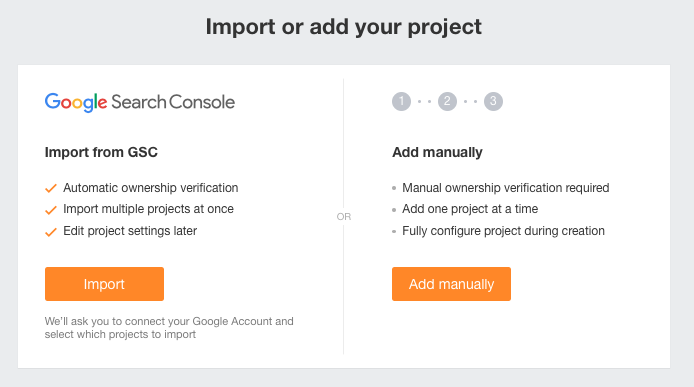 Import or add your project
Google Search Console
Import from GSC
Automatic ownership verification
Import multiple projects at once
Edit project settings later
Import
We'll ask you to connect your Google Account and
select which projects to import
OR
1 2 3
Add manually
Manual ownership verification required
Add one project at a time
Fully configure project during creation
Add manually